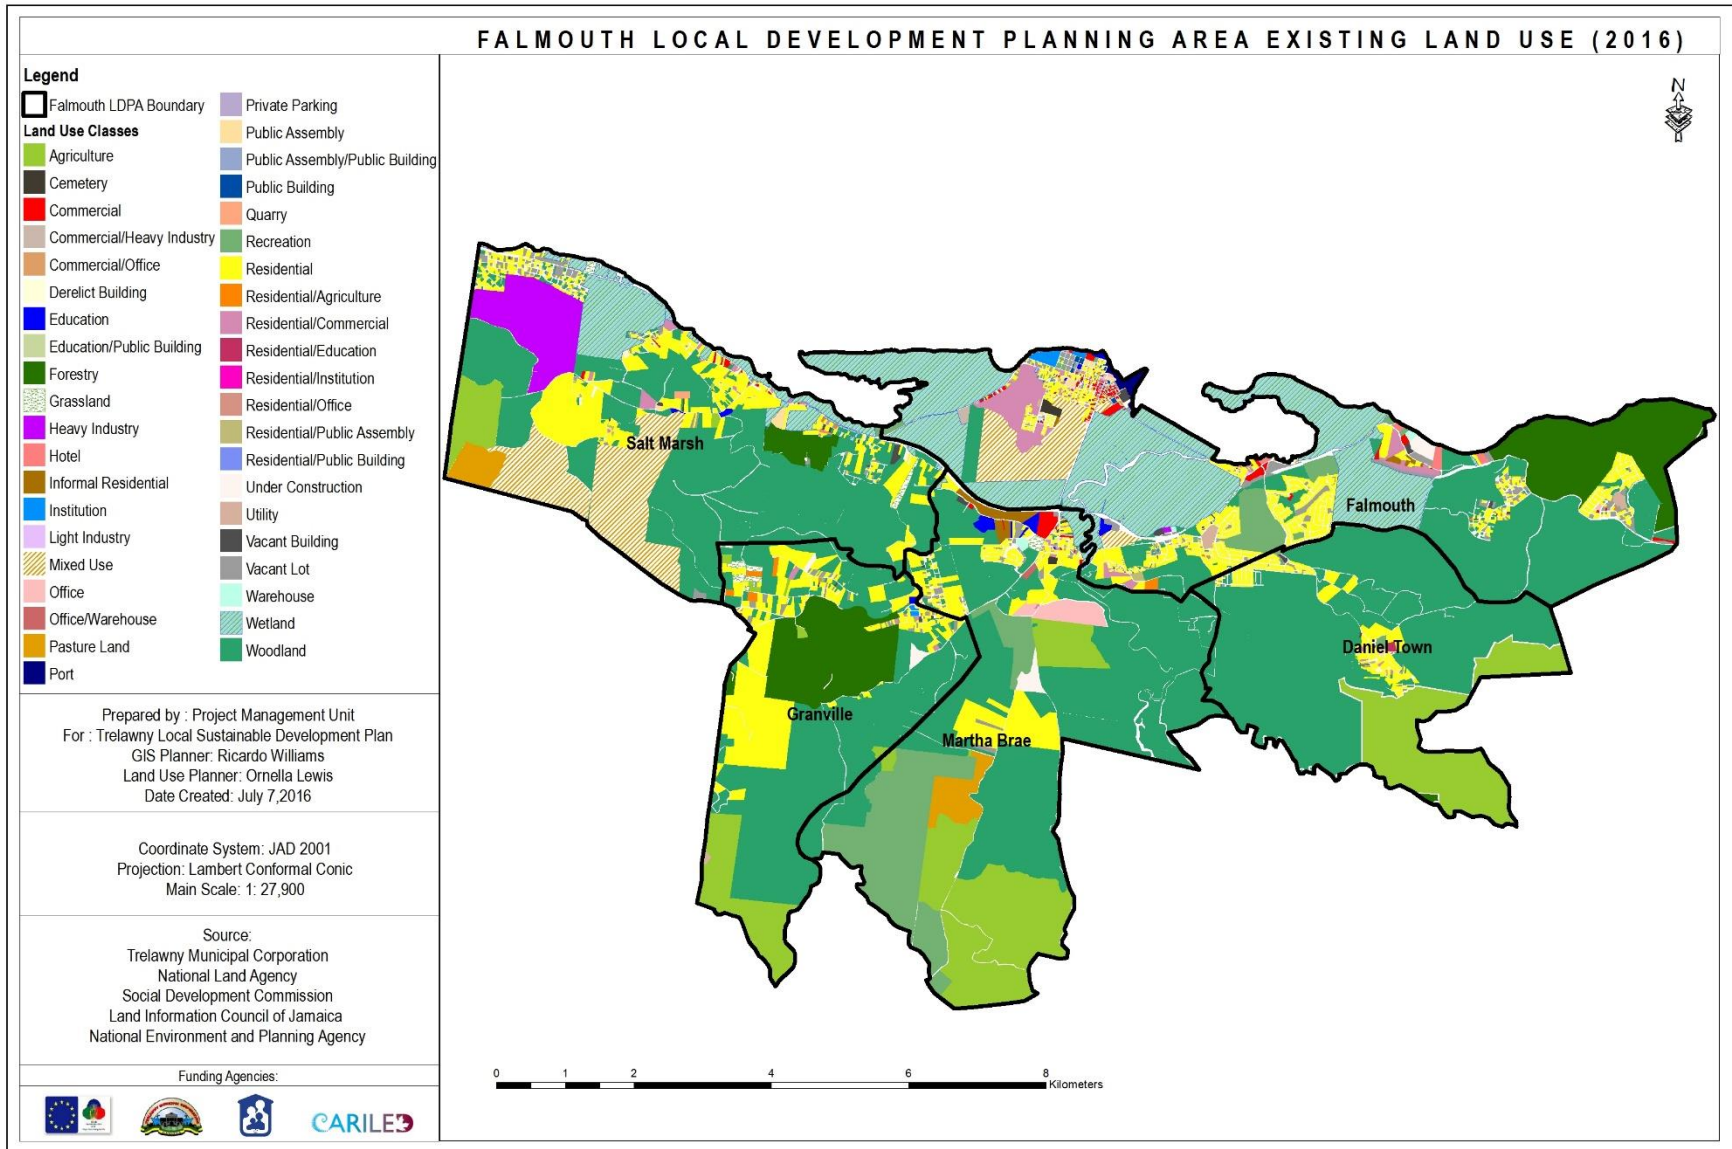 FALMOUTH LOCAL DEVELOPMENT PLANNING AREA EXISTING LAND USE (2016)
Legend
Falmouth LDPA Boundary
Land Use Classes
Agriculture
Cemetery
Commercial
Commercial/Heavy Industry
Commercial/Office
Derelict Building
Education
Education/Public Building
Forestry
Grassland
Heavy Industry
Hotel
Informal Residential
Institution
Light Industry
Mixed Use
Office
Office/Warehouse
Pasture Land
Port
Private Parking
Public Assembly
Public Assembly/Public Building
Public Building
Quarry
Recreation
Residential
Residential/Agriculture
Residential/Commercial
Residential/Education
Residential/Institution
Residential/Office
Residential/Public Assembly
Residential/Public Building
Under Construction
Utility
Vacant Building
Vacant Lot
Warehouse
Wetland
Woodland
Prepared by : Project Management Unit
For : Trelawny Local Sustainable Development Plan
GIS Planner: Ricardo Williams
Land Use Planner: Ornella Lewis
Date Created: July 7,2016
Coordinate System: JAD 2001
Projection: Lambert Conformal Conic
Main Scale: 1: 27,900
Source:
Trelawny Municipal Corporation
National Land Agency
Social Development Commission
Land Information Council of Jamaica
National Environment and Planning Agency
Funding Agencies:
CARILED
N
Salt Marsh
Falmouth
Daniel Town
Granville
Martha Brae
0 1 2 4 6 8
Kilometers